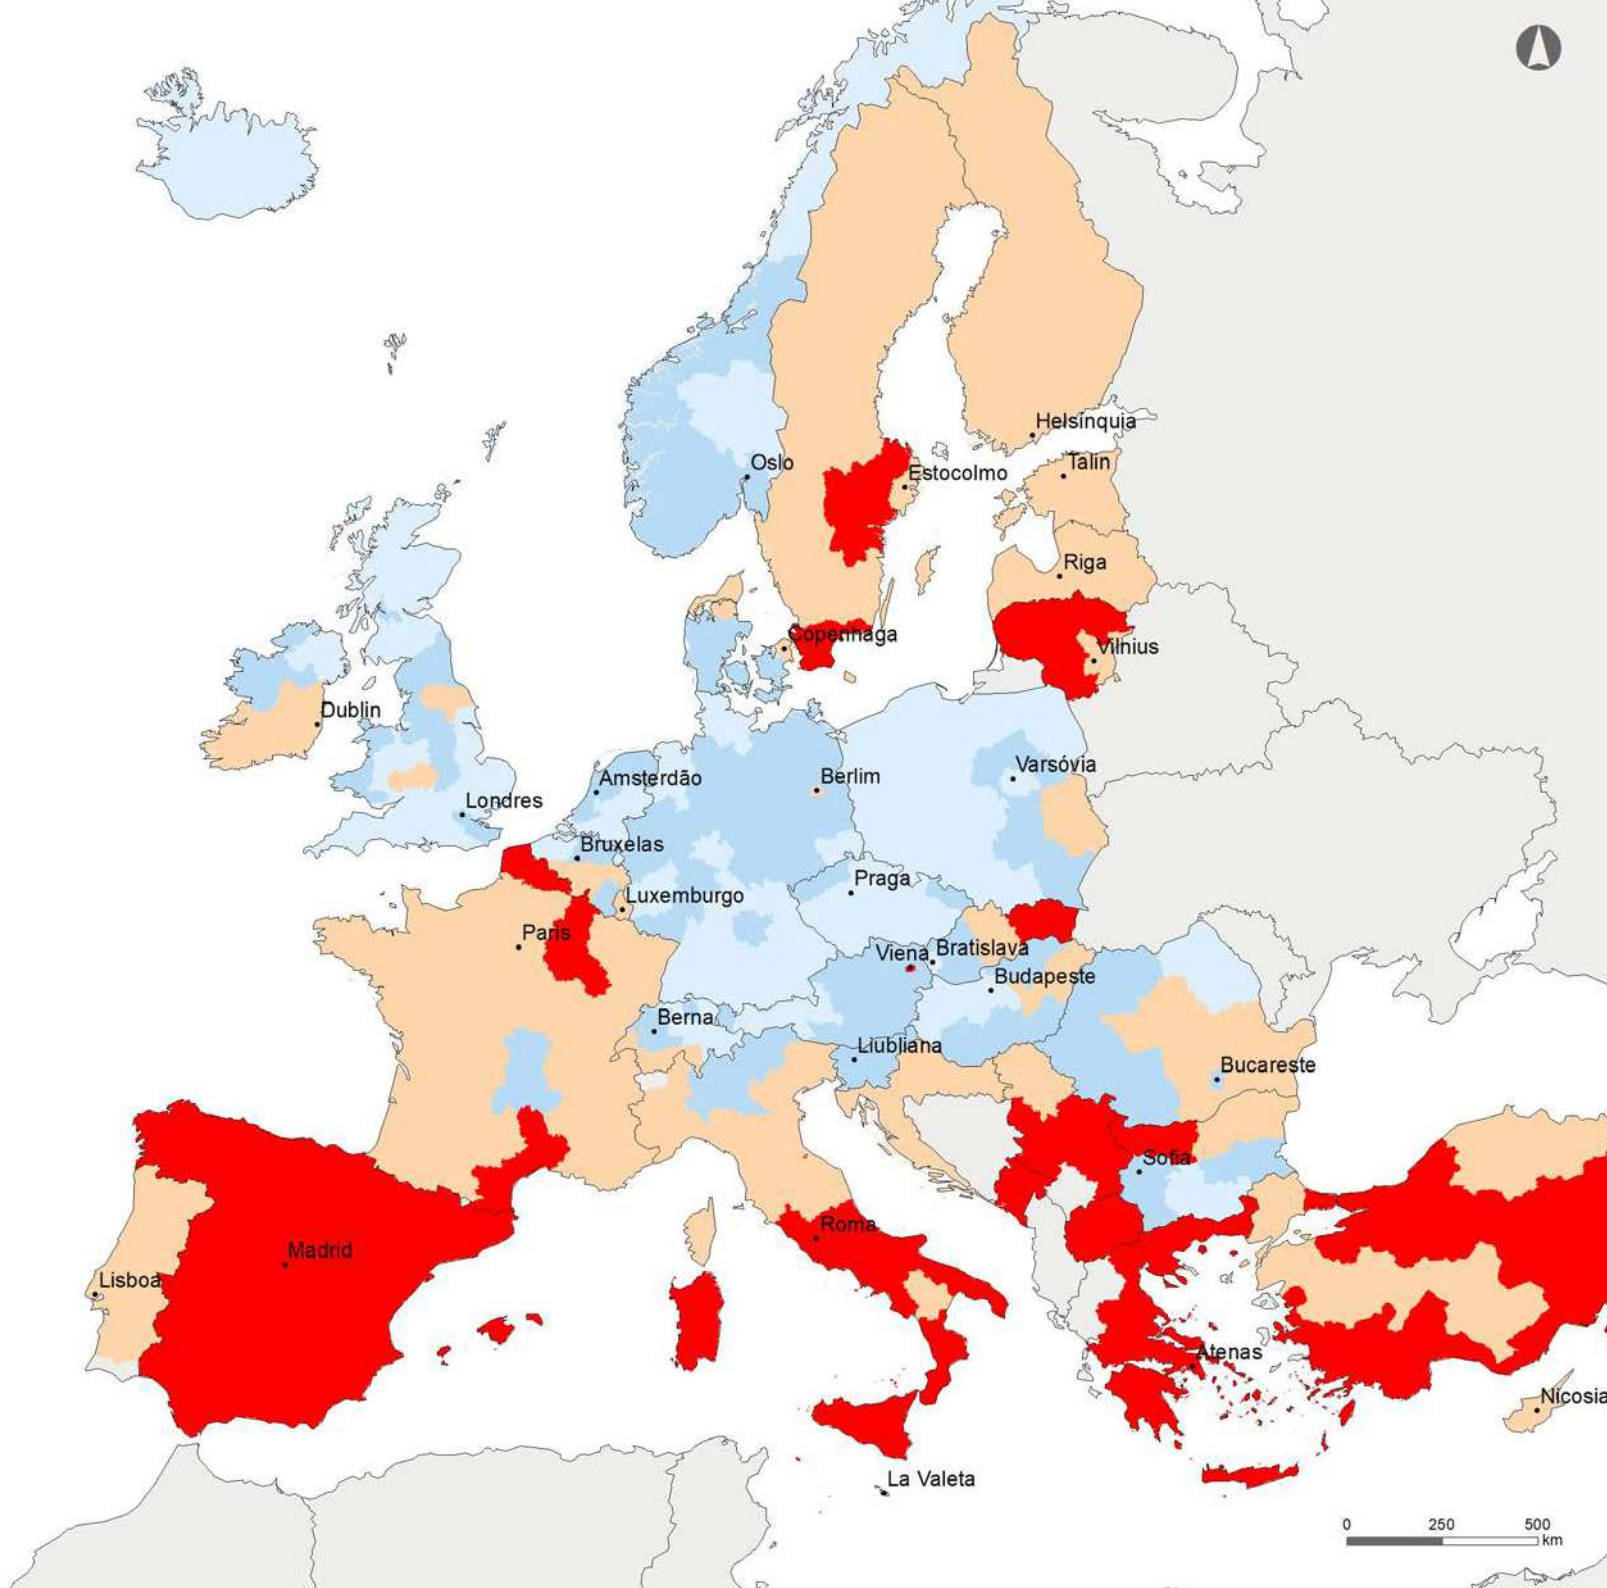 Helsínquia
Oslo
Talin
Estocolmo
Riga
Copenhaga
Vilnius
Dublin
Varsóvia
Amsterdão
Berlim
Londres
Bruxelas
Praga
Luxemburgo
Paris
Viena
Bratislava
Budapeste
Berna
Liubliana
Bucareste
Sofia
Roma
Madrid
Lisboa
Atenas
Nicosia
La Valeta
0 250 500
km